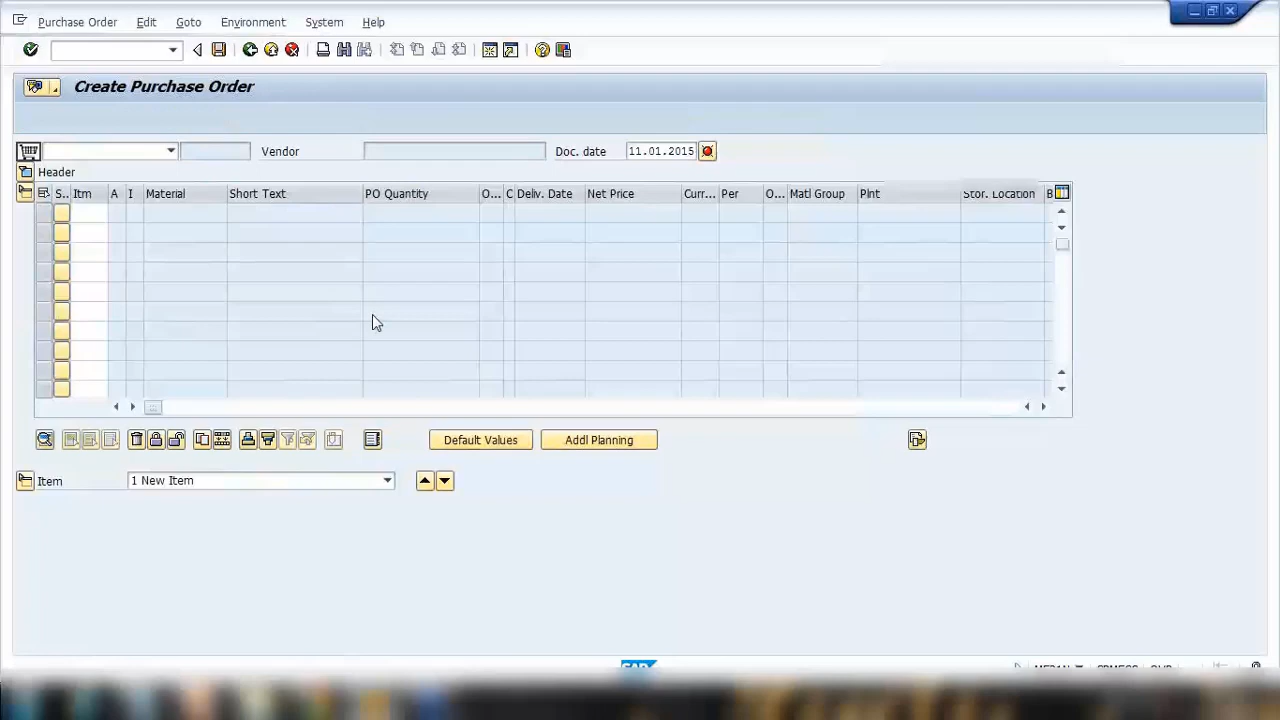 Purchase Order Edit Goto Environment System Help
Create Purchase Order
Vendor Doc. date 11.01.2015
Header
S.. Itm A I Material Short Text PO Quantity O... C Deliv. Date Net Price Curr... Per O... Matl Group Plnt Stor. Location B
Default Values Addl Planning
Item 1 New Item
SAP